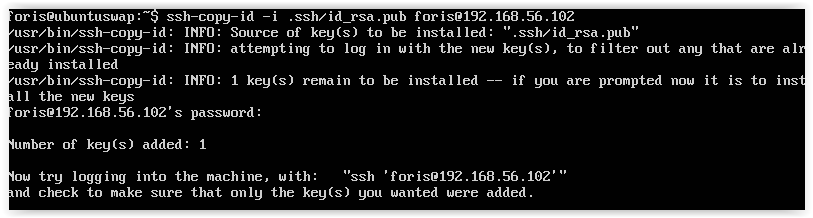 foris@ubuntuswap:~$ ssh-copy-id -i .ssh/id_rsa.pub foris@192.168.56.102
/usr/bin/ssh-copy-id: INFO: Source of key(s) to be installed: ".ssh/id_rsa.pub"
/usr/bin/ssh-copy-id: INFO: attempting to log in with the new key(s), to filter out any that are alr
eady installed
/usr/bin/ssh-copy-id: INFO: 1 key(s) remain to be installed -- if you are prompted now it is to inst
all the new keys
foris@192.168.56.102's password:
Number of key(s) added: 1
Now try logging into the machine, with:   "ssh 'foris@192.168.56.102'"
and check to make sure that only the key(s) you wanted were added.